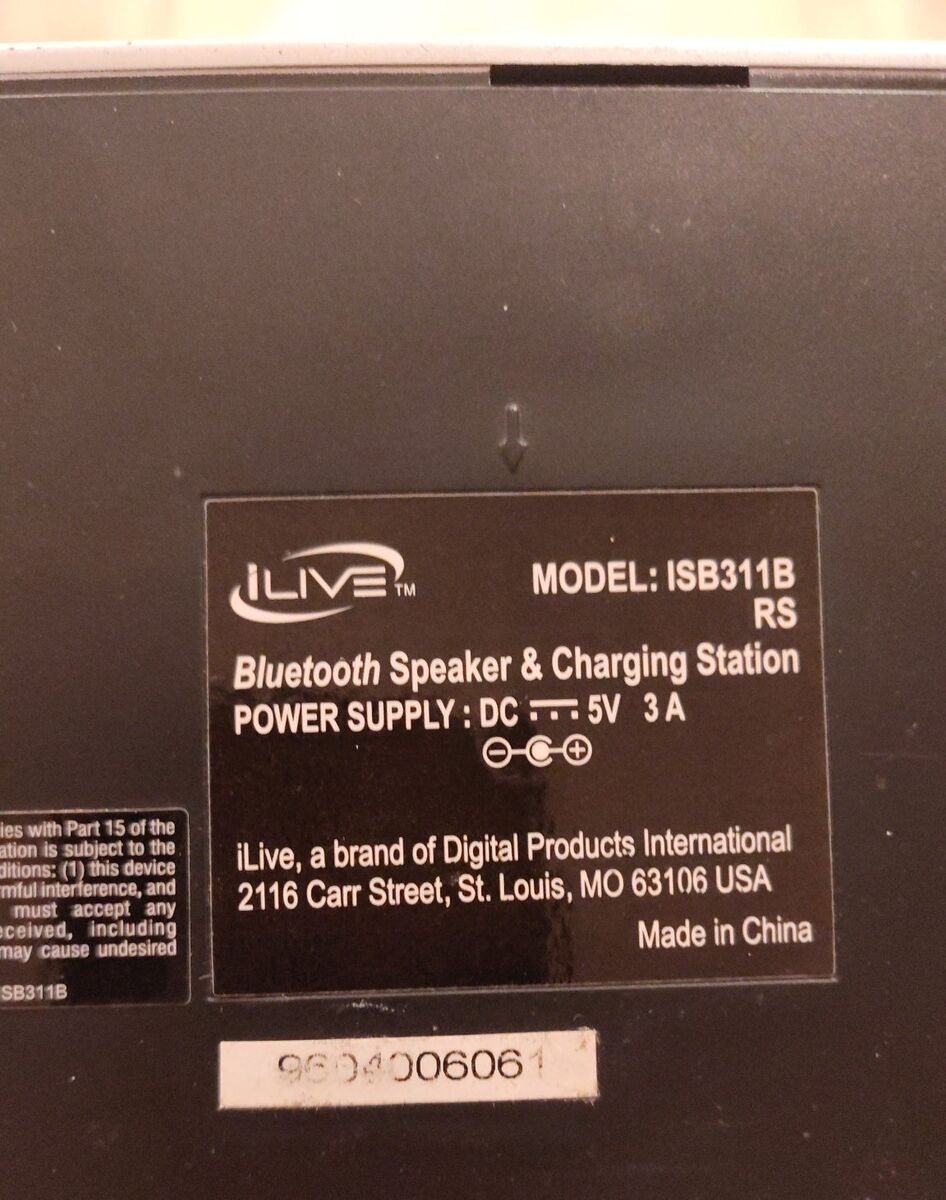 iLIVE™
MODEL: ISB311B
RS
Bluetooth Speaker & Charging Station
POWER SUPPLY : DC 5V 3 A
iLive, a brand of Digital Products International
2116 Carr Street, St. Louis, MO 63106 USA
Made in China
ies with Part 15 of the
ation is subject to the
ditions: (1) this device
rmful interference, and
must accept any
eceived, including
may cause undesired
SB311B
9604006061